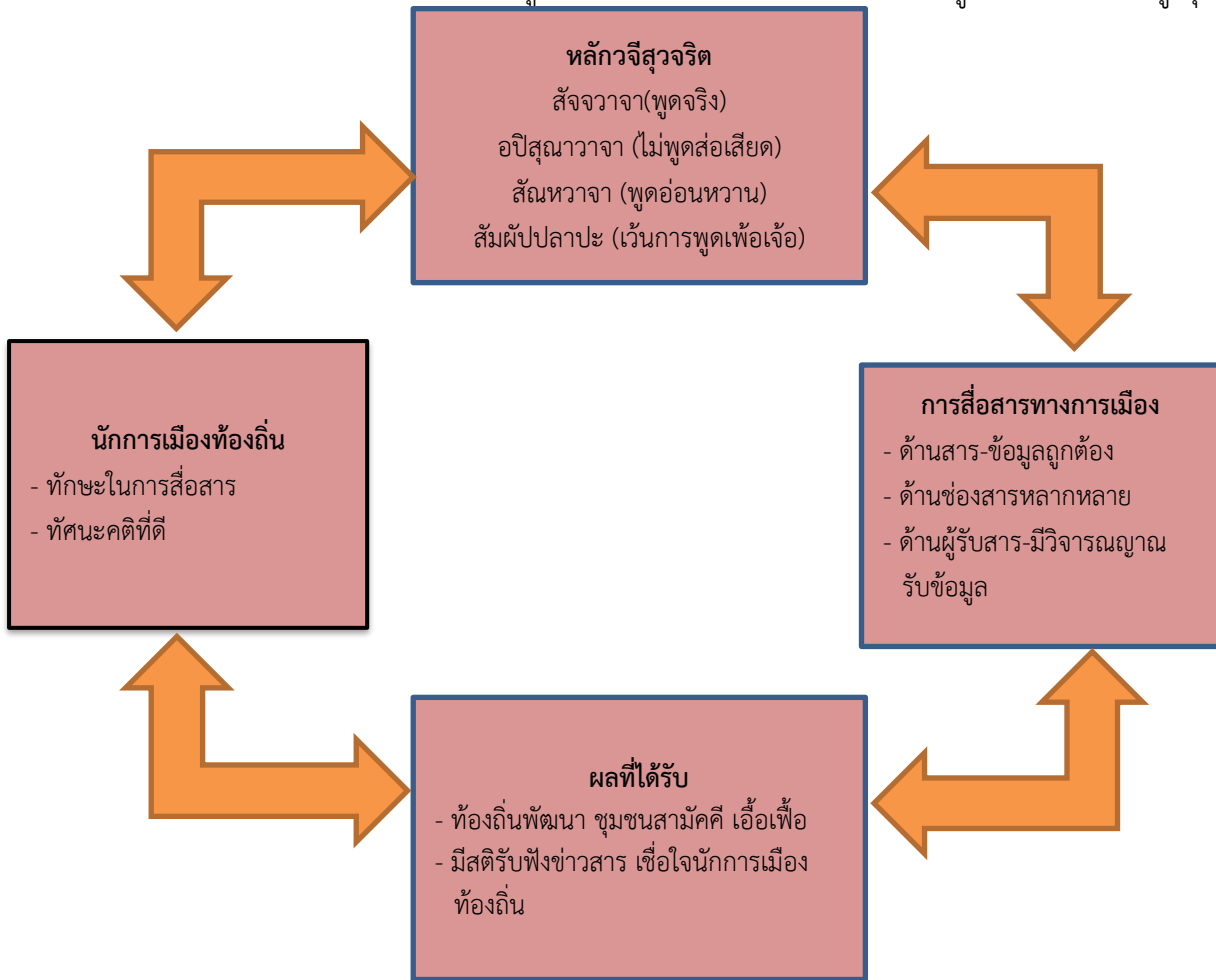 หลักวจีสุวจริต
สัจจวาจา(พูดจริง)
อปิสุณาวาจา (ไม่พูดส่อเสียด)
สัณหวาจา (พูดอ่อนหวาน)
สัมผัปปลาปะ (เว้นการพูดเพ้อเจ้อ)
นักการเมืองท้องถิ่น
- ทักษะในการสื่อสาร
- ทัศนะคติที่ดี
การสื่อสารทางการเมือง
- ด้านสาร-ข้อมูลถูกต้อง
- ด้านช่องสารหลากหลาย
- ด้านผู้รับสาร-มีวิจารณญาณ
รับข้อมูล
ผลที่ได้รับ
- ท้องถิ่นพัฒนา ชุมชนสามัคคี เอื้อเฟื้อ
- มีสติรับฟังข่าวสาร เชื่อใจนักการเมือง
ท้องถิ่น